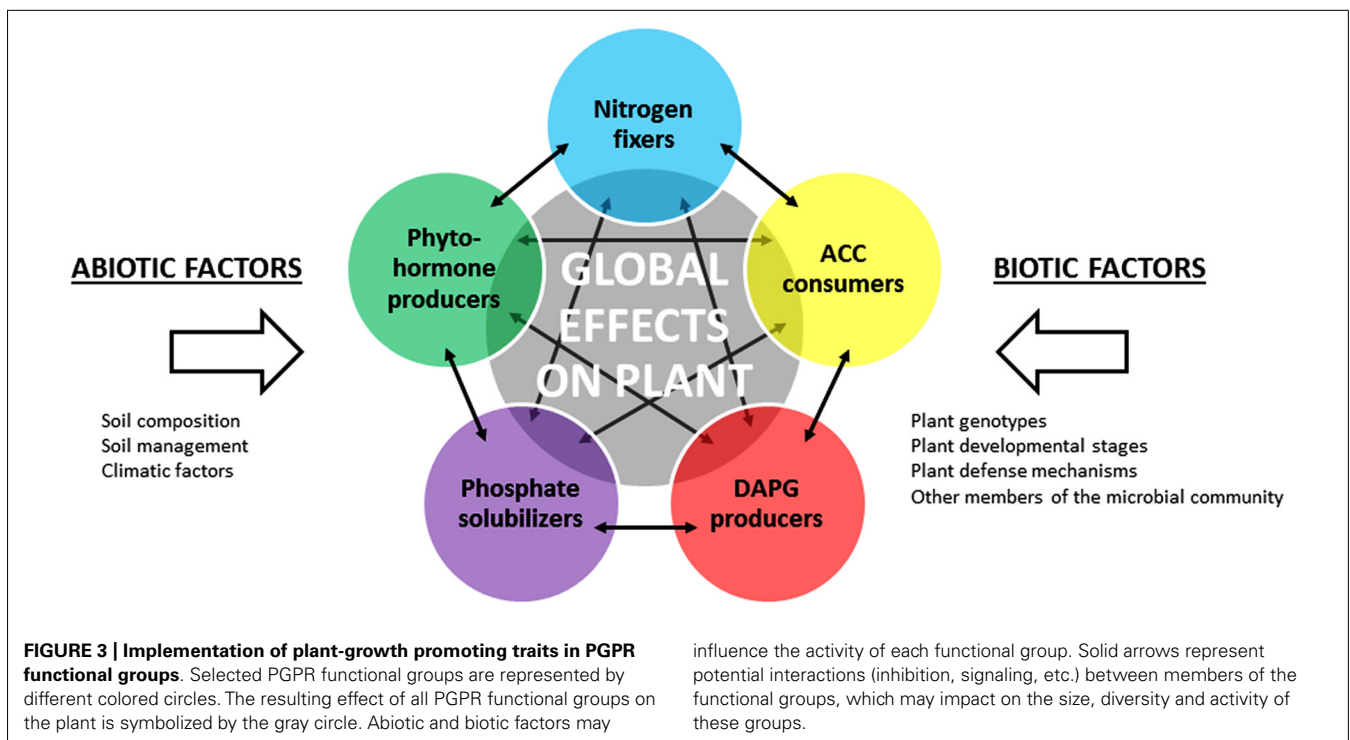 Nitrogen
fixers
Phyto-
hormone
producers
ACC
consumers
GLOBAL
EFFECTS
ON PLANT
Phosphate
solubilizers
DAPG
producers
ABIOTIC FACTORS
Soil composition
Soil management
Climatic factors
BIOTIC FACTORS
Plant genotypes
Plant developmental stages
Plant defense mechanisms
Other members of the microbial community
FIGURE 3 | Implementation of plant-growth promoting traits in PGPR
functional groups. Selected PGPR functional groups are represented by
different colored circles. The resulting effect of all PGPR functional groups on
the plant is symbolized by the gray circle. Abiotic and biotic factors may
influence the activity of each functional group. Solid arrows represent
potential interactions (inhibition, signaling, etc.) between members of the
functional groups, which may impact on the size, diversity and activity of
these groups.